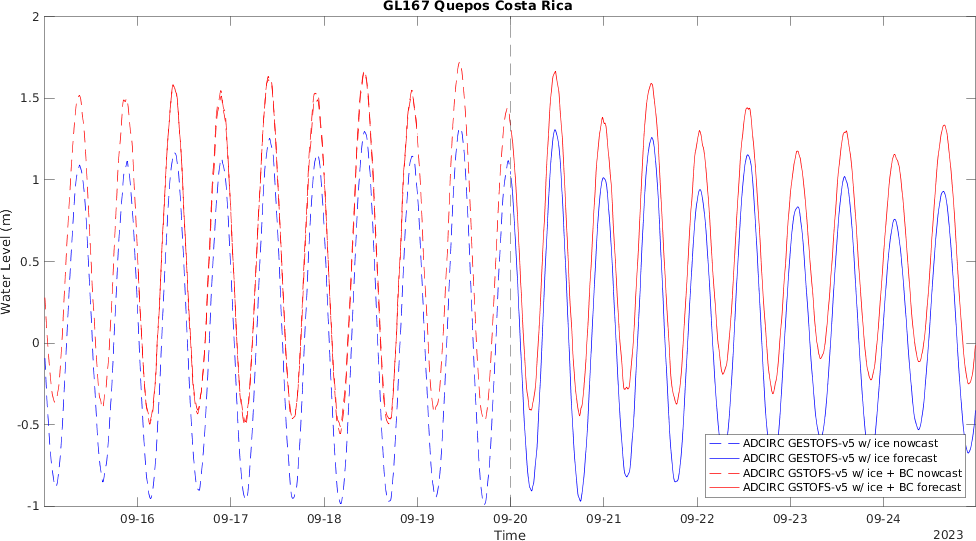 GL167 Quepos Costa Rica
2
1.5
1
0.5
0
-0.5
-1
Water Level (m)
09-16
09-17
09-18
09-19
09-20
09-21
09-22
09-23
09-24
Time
2023
ADCIRC GESTOFS-v5 w/ ice nowcast
ADCIRC GESTOFS-v5 w/ ice forecast
ADCIRC GSTOFS-v5 w/ ice + BC nowcast
ADCIRC GSTOFS-v5 w/ ice + BC forecast